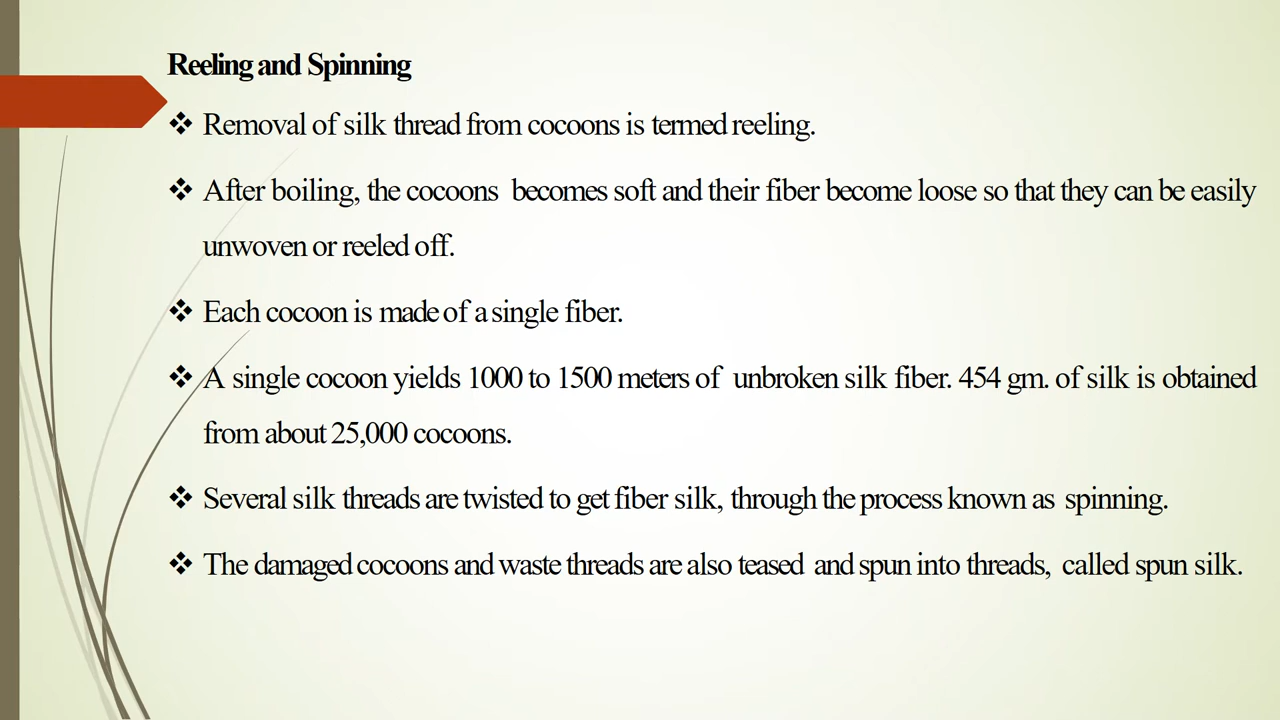 Reeling and Spinning
❖ Removal of silk thread from cocoons is termed reeling.
❖ After boiling, the cocoons becomes soft and their fiber become loose so that they can be easily
unwoven or reeled off.
❖ Each cocoon is made of a single fiber.
❖ A single cocoon yields 1000 to 1500 meters of unbroken silk fiber. 454 gm. of silk is obtained
from about 25,000 cocoons.
❖ Several silk threads are twisted to get fiber silk, through the process known as spinning.
❖ The damaged cocoons and waste threads are also teased and spun into threads, called spun silk.